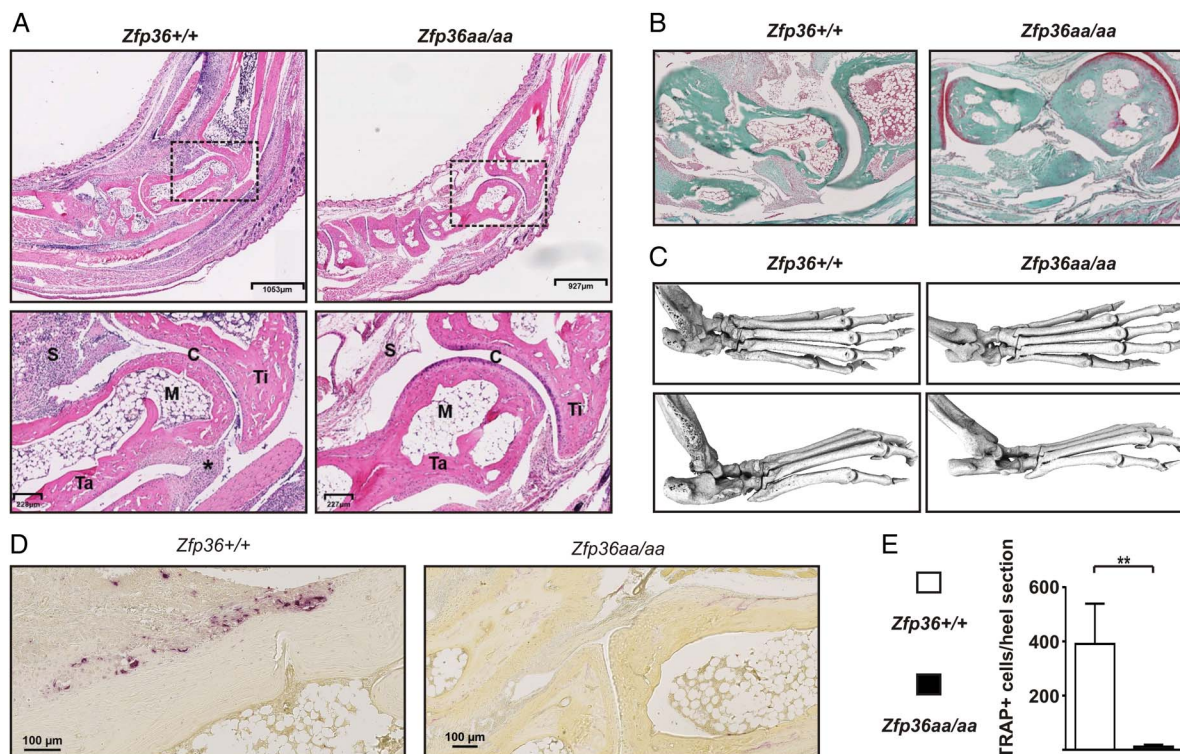 A
Zfp36+/+
Zfp36aa/aa
1053µm
927µm
S
C
Ti
M
Ta
*
228µm
S
C
M
Ti
Ta
227µm
B
Zfp36+/+
Zfp36aa/aa
C
Zfp36+/+
Zfp36aa/aa
D
Zfp36+/+
Zfp36aa/aa
100 µm
100 µm
E
Zfp36+/+
Zfp36aa/aa
TRAP+ cells/heel section
**
600
400
200